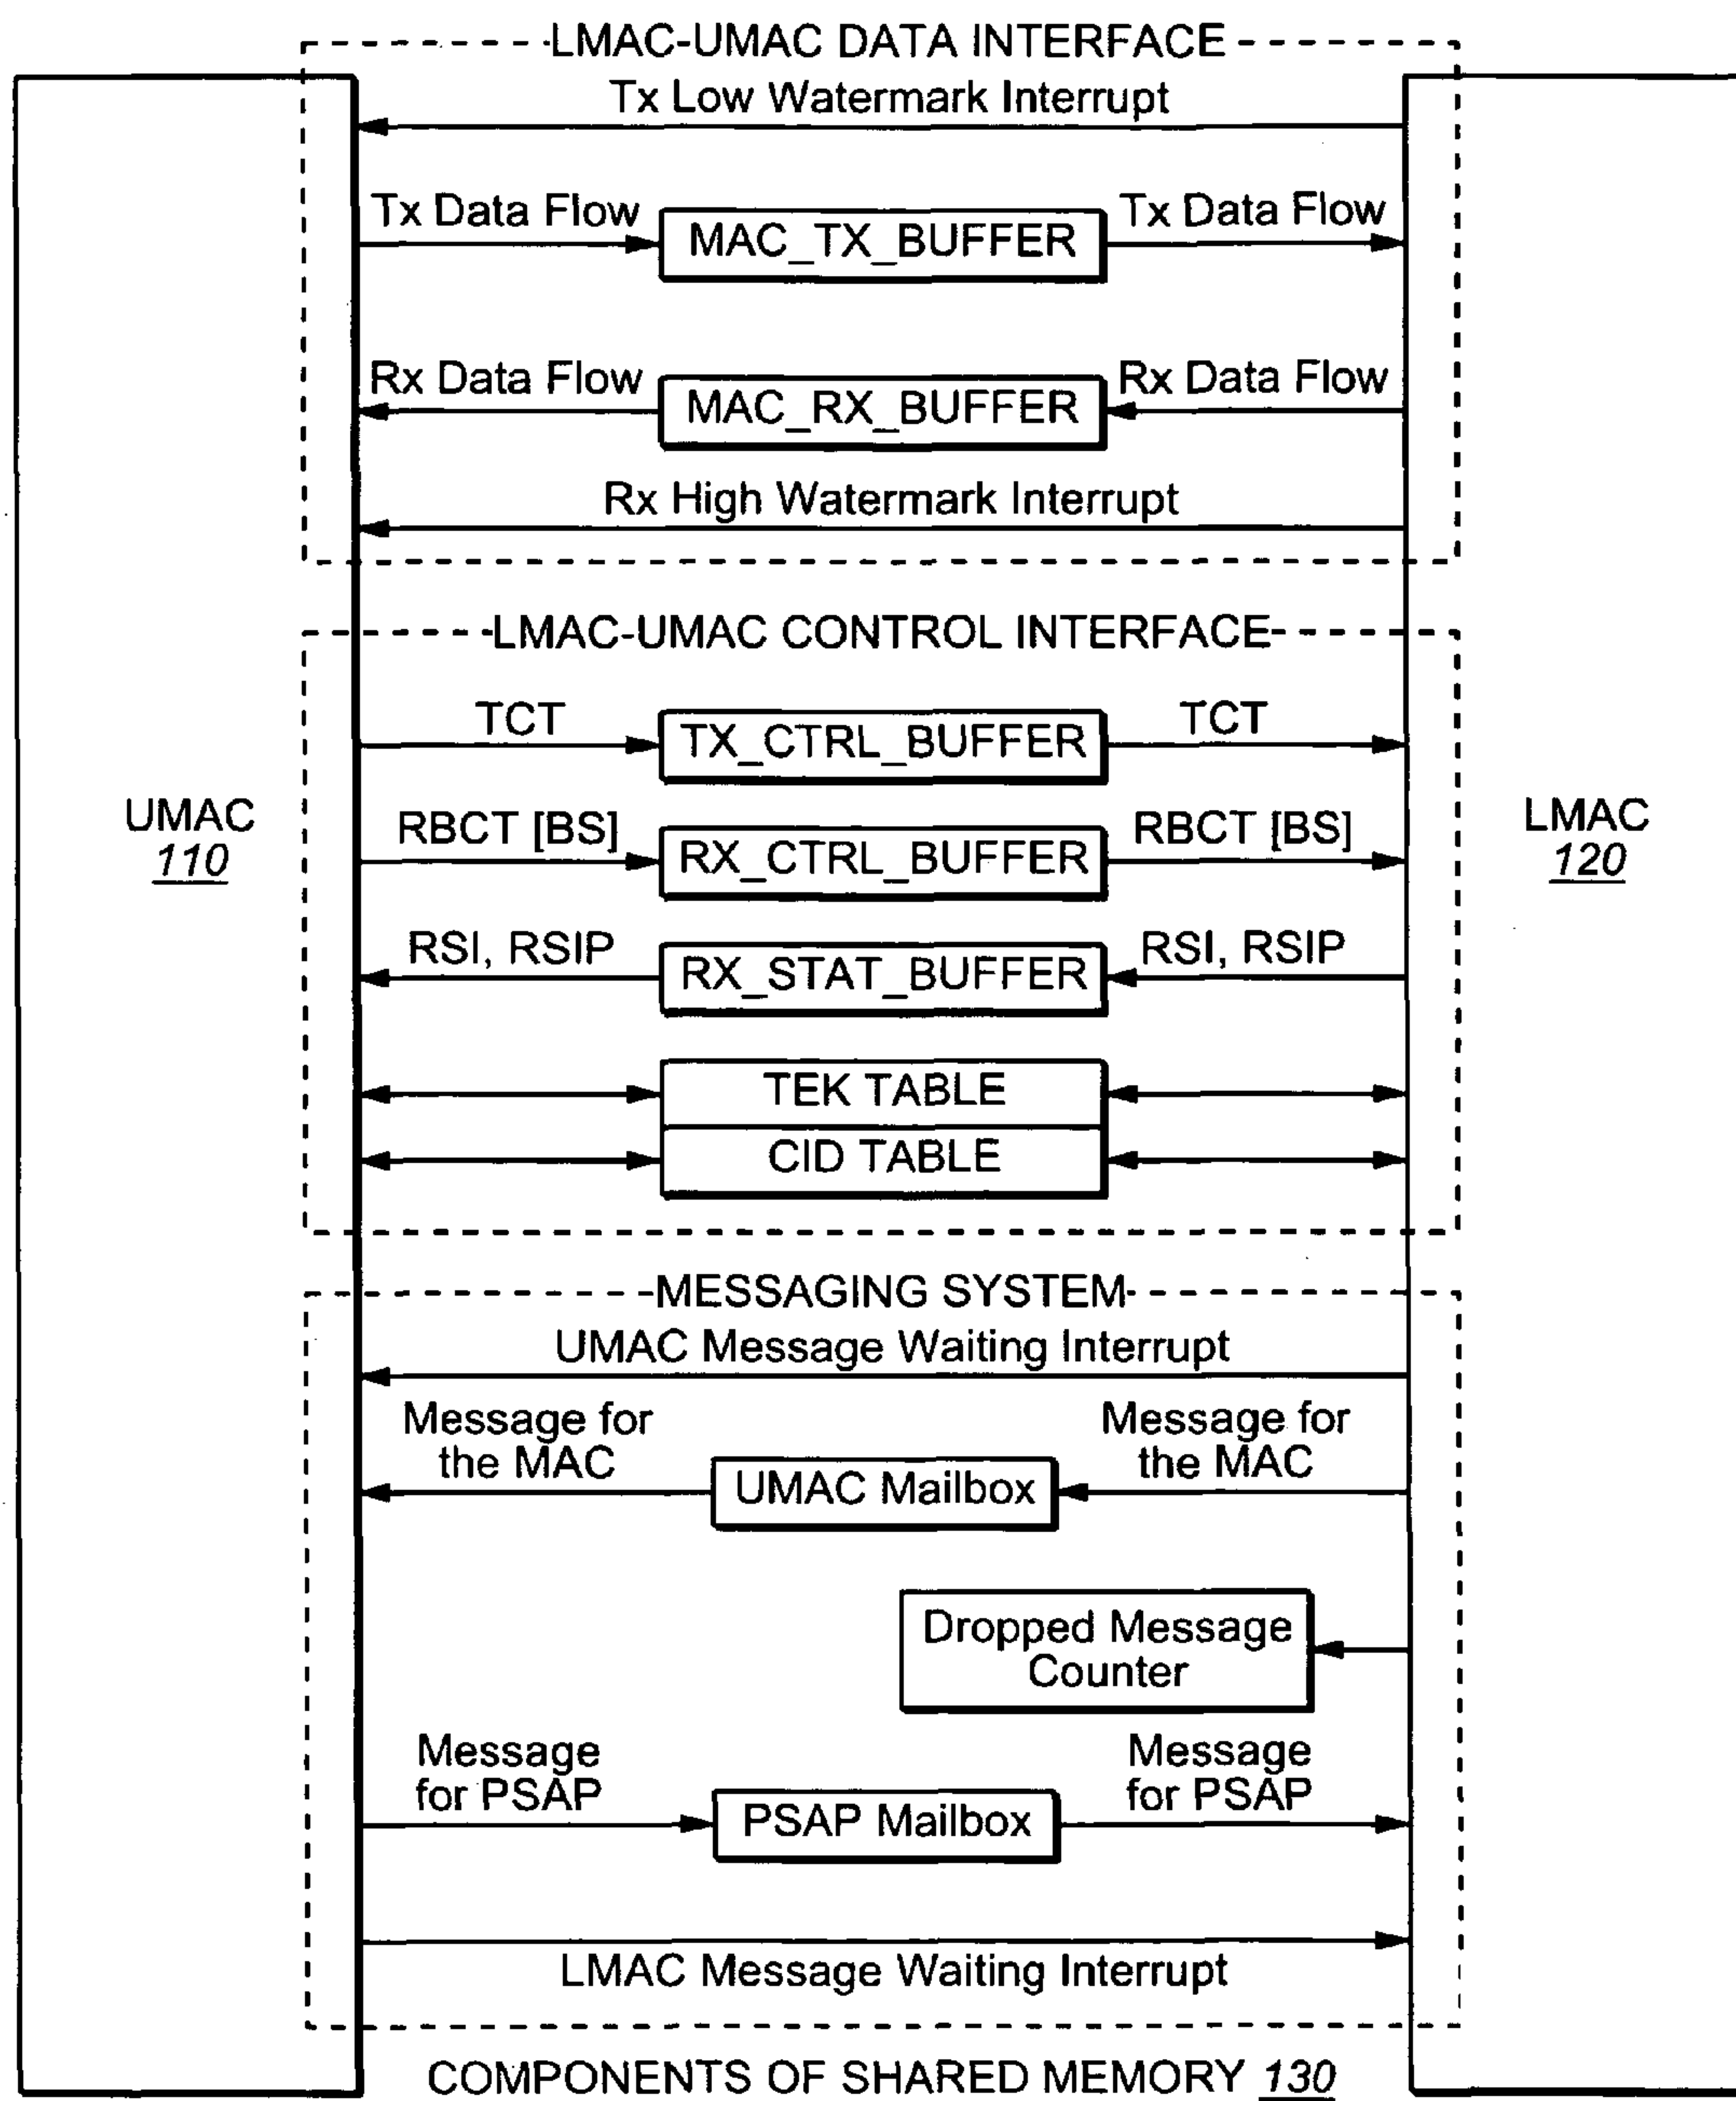 LMAC-UMAC DATA INTERFACE
Tx Low Watermark Interrupt
Tx Data Flow
MAC_TX_BUFFER
Tx Data Flow
Rx Data Flow
MAC_RX_BUFFER
Rx Data Flow
Rx High Watermark Interrupt
LMAC-UMAC CONTROL INTERFACE
TCT
TX_CTRL_BUFFER
TCT
UMAC
110
RBCT [BS]
RX_CTRL_BUFFER
RBCT [BS]
LMAC
120
RSI, RSIP
RX_STAT_BUFFER
RSI, RSIP
TEK TABLE
CID TABLE
MESSAGING SYSTEM
UMAC Message Waiting Interrupt
Message for
the MAC
UMAC Mailbox
Message for
the MAC
Dropped Message
Counter
Message
for PSAP
PSAP Mailbox
Message
for PSAP
LMAC Message Waiting Interrupt
COMPONENTS OF SHARED MEMORY 130